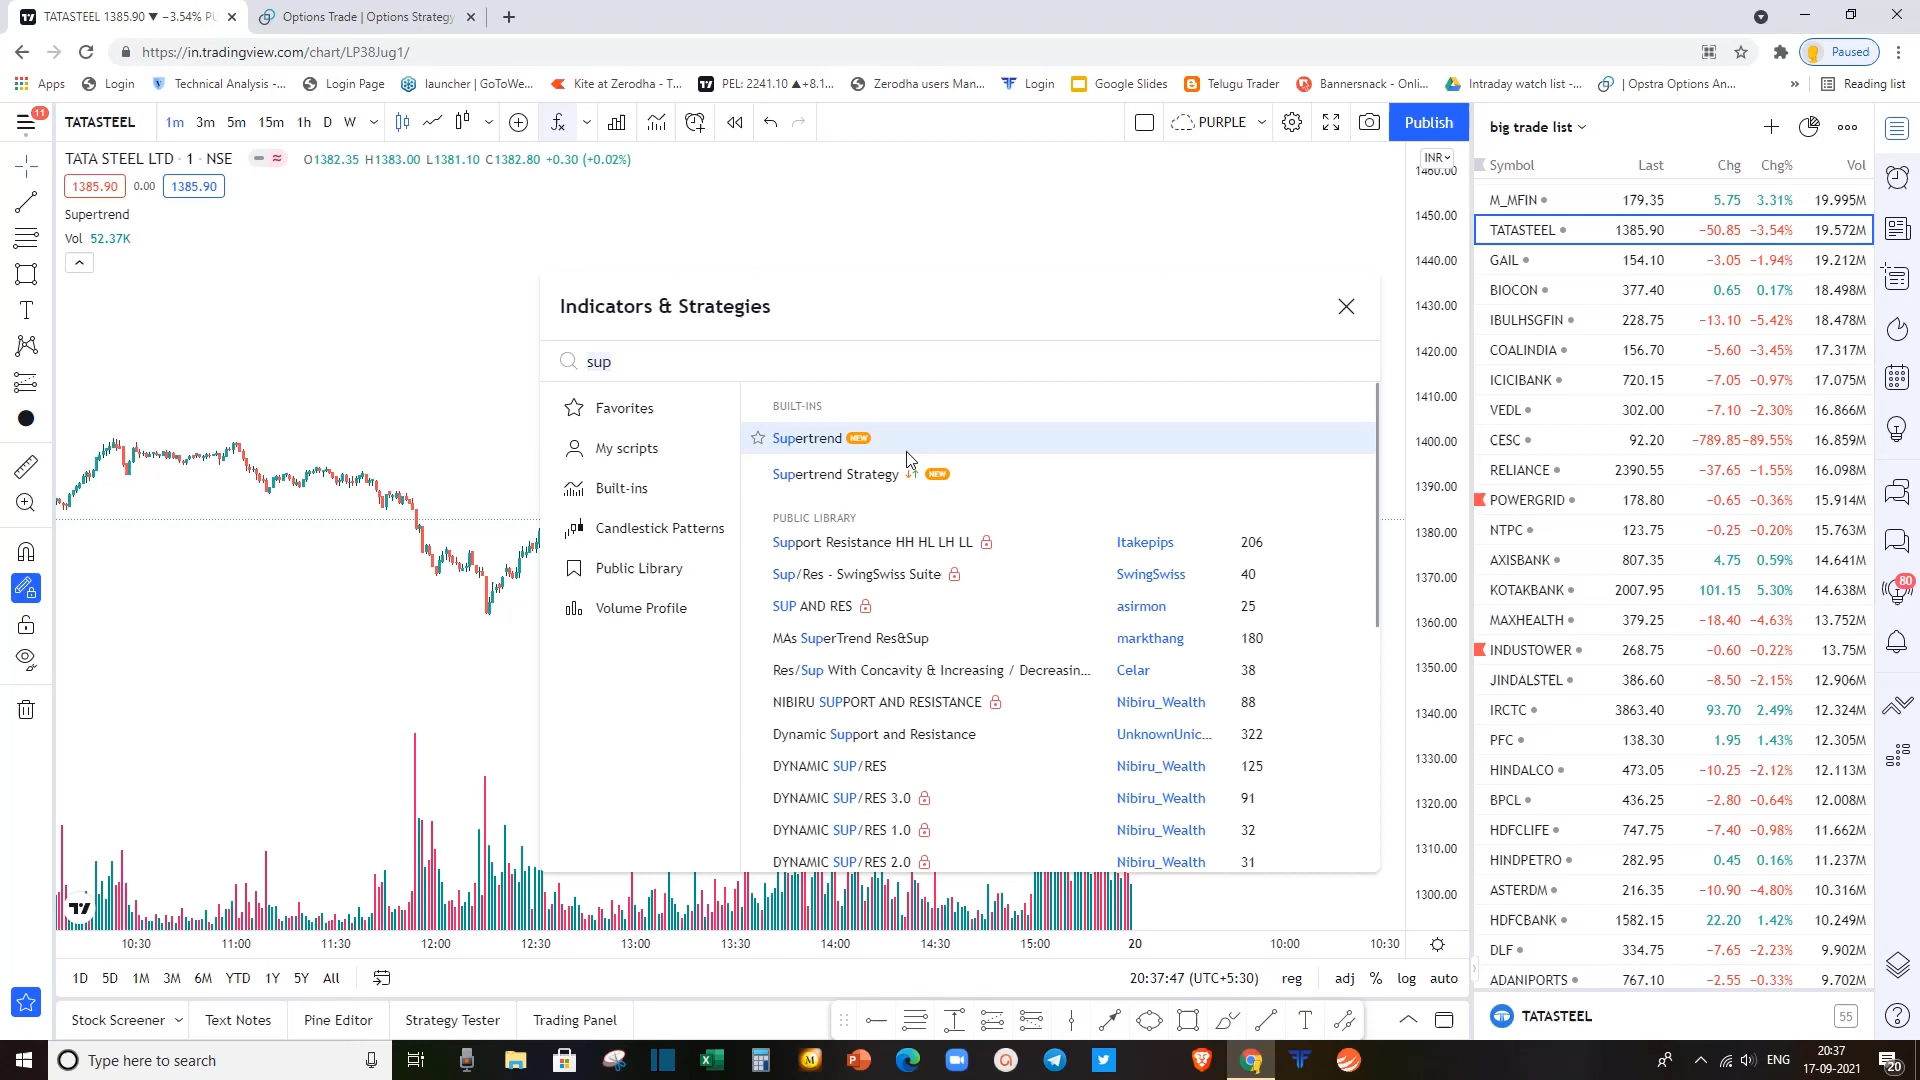 TATASTEEL 1385.90 ▼ −3.54% PU
Options Trade | Options Strategy
https://in.tradingview.com/chart/LP38Jug1/
Paused
Apps
Login
Technical Analysis -...
Login Page
launcher | GoToWe...
Kite at Zerodha - T...
PEL: 2241.10 ▲+8.1...
Zerodha users Man...
Login
Google Slides
Telugu Trader
Bannersnack - Onli...
Intraday watch list -...
| Opstra Options An...
»
Reading list
11
TATASTEEL
1m 3m 5m 15m 1h D W
PURPLE
Publish
TATA STEEL LTD · 1 · NSE
O1382.35 H1383.00 L1381.10 C1382.80 +0.30 (+0.02%)
1385.90 0.00 1385.90
Supertrend
Vol 52.37K
INR
1460.00
1450.00
1440.00
1430.00
1420.00
1410.00
1400.00
1390.00
1380.00
1370.00
1360.00
1350.00
1340.00
1330.00
1320.00
1310.00
1300.00
Indicators & Strategies
sup
Favorites
My scripts
Built-ins
Candlestick Patterns
Public Library
Volume Profile
BUILT-INS
Supertrend NEW
Supertrend Strategy NEW
PUBLIC LIBRARY
Support Resistance HH HL LH LL Itakepips 206
Sup/Res - SwingSwiss Suite SwingSwiss 40
SUP AND RES asirmon 25
MAs SuperTrend Res&Sup markthang 180
Res/Sup With Concavity & Increasing / Decreasin... Celar 38
NIBIRU SUPPORT AND RESISTANCE Nibiru_Wealth 88
Dynamic Support and Resistance UnknownUnic... 322
DYNAMIC SUP/RES Nibiru_Wealth 125
DYNAMIC SUP/RES 3.0 Nibiru_Wealth 91
DYNAMIC SUP/RES 1.0 Nibiru_Wealth 32
DYNAMIC SUP/RES 2.0 Nibiru_Wealth 31
10:30 11:00 11:30 12:00 12:30 13:00 13:30 14:00 14:30 15:00 20 10:00 10:30
1D 5D 1M 3M 6M YTD 1Y 5Y All
20:37:47 (UTC+5:30) reg adj % log auto
Stock Screener Text Notes Pine Editor Strategy Tester Trading Panel
big trade list
Symbol Last Chg Chg% Vol
M_MFIN 179.35 5.75 3.31% 19.995M
TATASTEEL 1385.90 −50.85 −3.54% 19.572M
GAIL 154.10 −3.05 −1.94% 19.212M
BIOCON 377.40 0.65 0.17% 18.498M
IBULHSGFIN 228.75 −13.10 −5.42% 18.478M
COALINDIA 156.70 −5.60 −3.45% 17.317M
ICICIBANK 720.15 −7.05 −0.97% 17.075M
VEDL 302.00 −7.10 −2.30% 16.866M
CESC 92.20 −789.85 −89.55% 16.859M
RELIANCE 2390.55 −37.65 −1.55% 16.098M
POWERGRID 178.80 −0.65 −0.36% 15.914M
NTPC 123.75 −0.25 −0.20% 15.763M
AXISBANK 807.35 4.75 0.59% 14.641M
KOTAKBANK 2007.95 101.15 5.30% 14.638M
MAXHEALTH 379.25 −18.40 −4.63% 13.752M
INDUSTOWER 268.75 −0.60 −0.22% 13.75M
JINDALSTEL 386.60 −8.50 −2.15% 12.906M
IRCTC 3863.40 93.70 2.49% 12.324M
PFC 138.30 1.95 1.43% 12.305M
HINDALCO 473.05 −10.25 −2.12% 12.113M
BPCL 436.25 −2.80 −0.64% 12.008M
HDFCLIFE 747.75 −7.40 −0.98% 11.662M
HINDPETRO 282.95 0.45 0.16% 11.237M
ASTERDM 216.35 −10.90 −4.80% 10.316M
HDFCBANK 1582.15 22.20 1.42% 10.249M
DLF 334.75 −7.65 −2.23% 9.902M
ADANIPORTS 767.10 −2.55 −0.33% 9.702M
TATASTEEL 55
80
Type here to search
ENG
20:37
17-09-2021
20